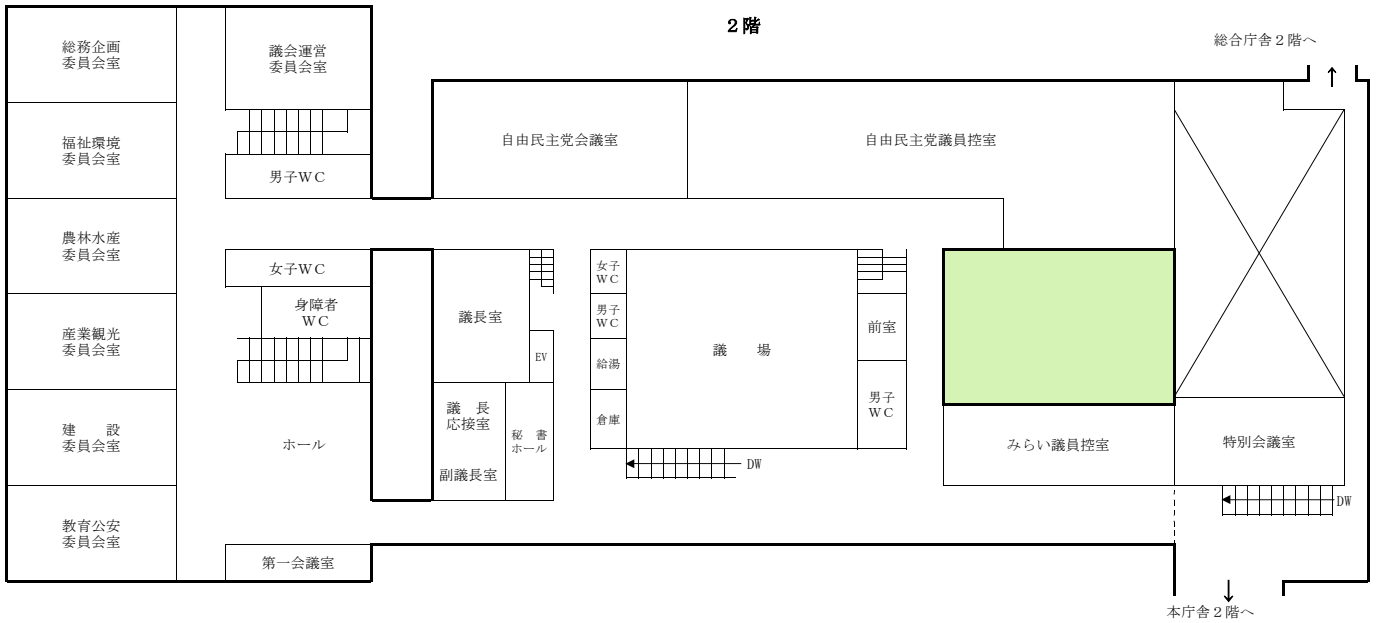 ２階
総合庁舎２階へ
総務企画
委員会室
議会運営
委員会室
福祉環境
委員会室
自由民主党会議室
自由民主党議員控室
男子ＷＣ
農林水産
委員会室
女子ＷＣ
女子
ＷＣ
身障者
ＷＣ
議長室
男子
ＷＣ
前室
産業観光
委員会室
議　場
EV
給湯
男子
ＷＣ
議　長
応接室
倉庫
建　　設
委員会室
ホール
秘　書
ホール
みらい議員控室
特別会議室
副議長室
DW
DW
教育公安
委員会室
第一会議室
本庁舎２階へ